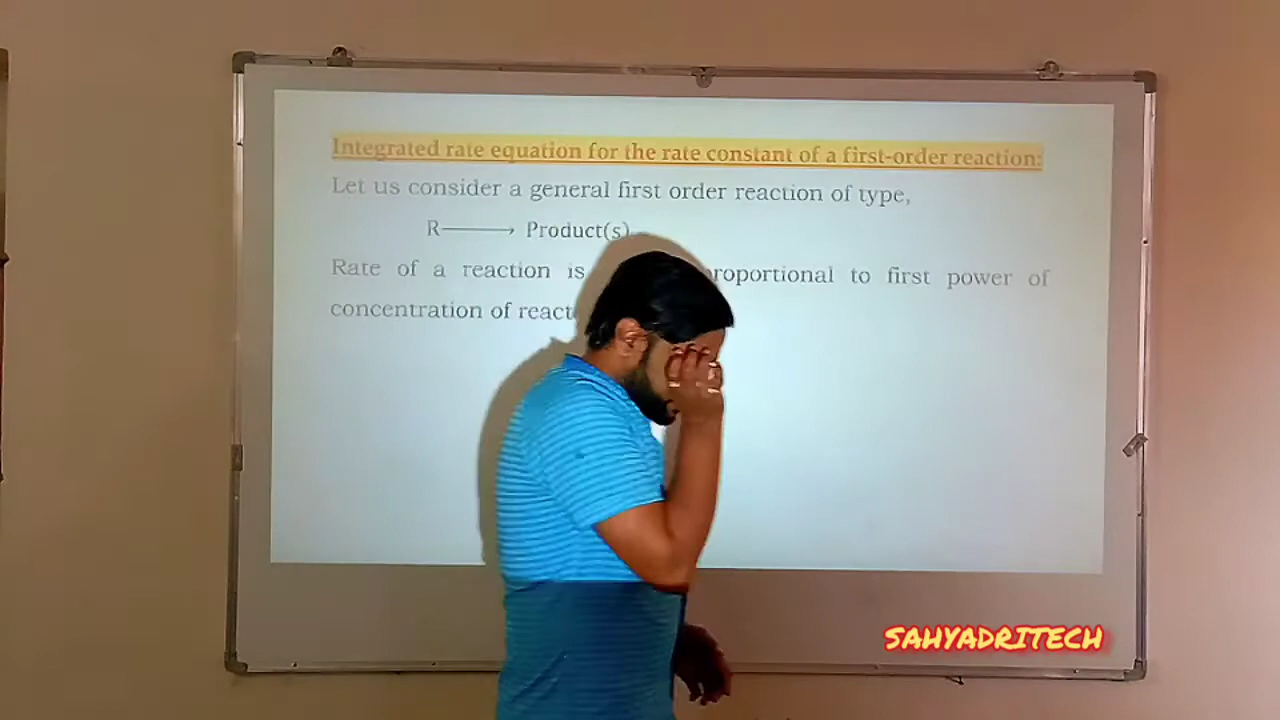 Integrated rate equation for the rate constant of a first-order reaction:
Let us consider a general first order reaction of type,
R⟶ Product(s)
Rate of a reaction is proportional to first power of
concentration of
SAHYADRITECH